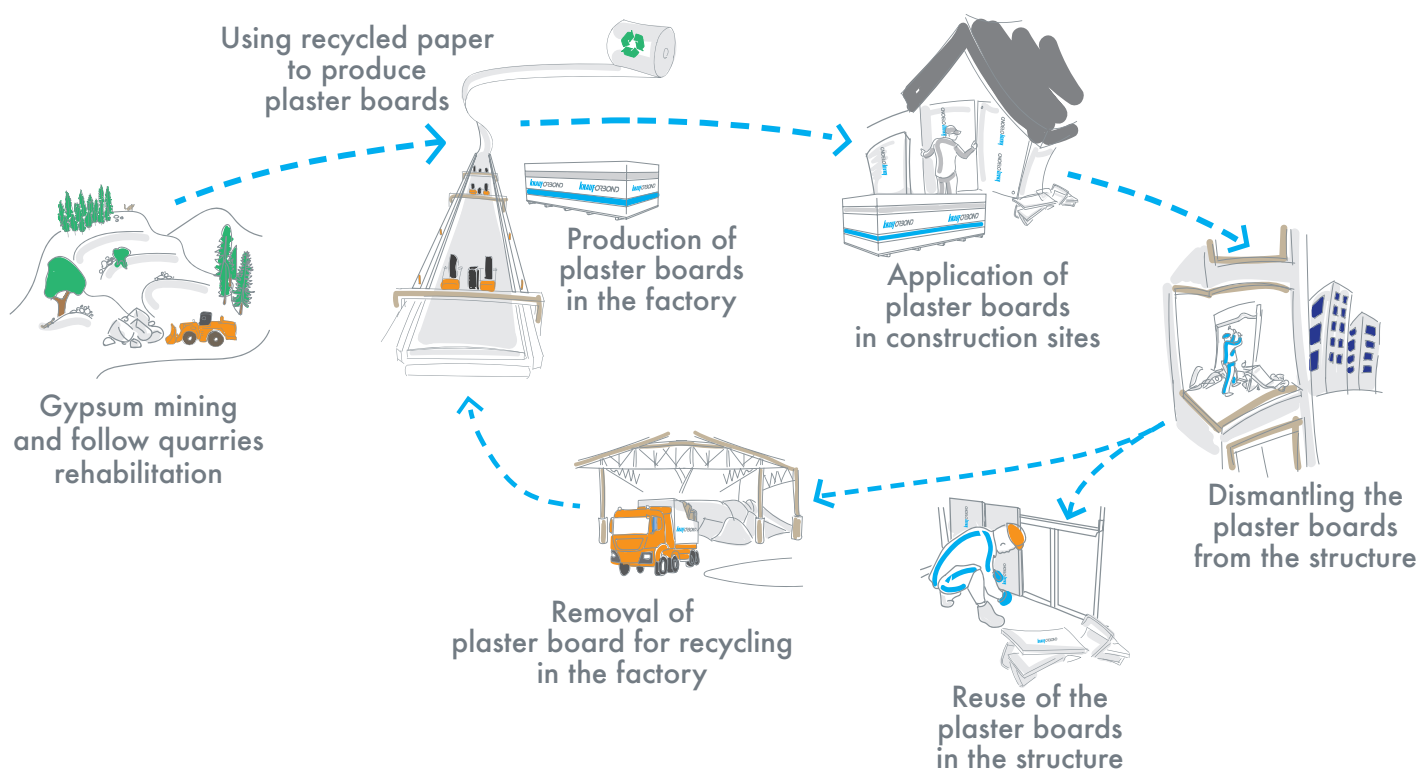 Using recycled paper
to produce
plaster boards
Production of
plaster boards
in the factory
Application of
plaster boards
in construction sites
Gypsum mining
and follow quarries
rehabilitation
Dismantling the
plaster boards
from the structure
Removal of
plaster board for recycling
in the factory
Reuse of the
plaster boards
in the structure